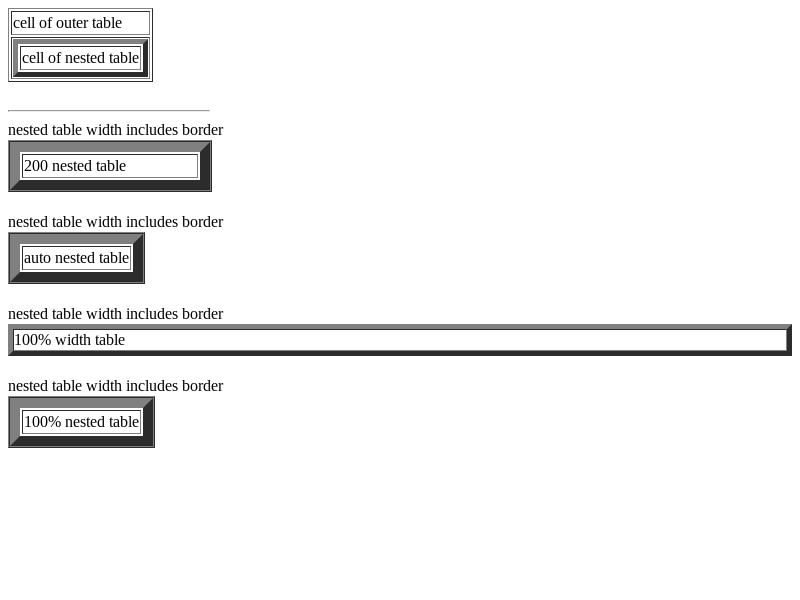 cell of outer table
cell of nested table
nested table width includes border
200 nested table
nested table width includes border
auto nested table
nested table width includes border
100% width table
nested table width includes border
100% nested table